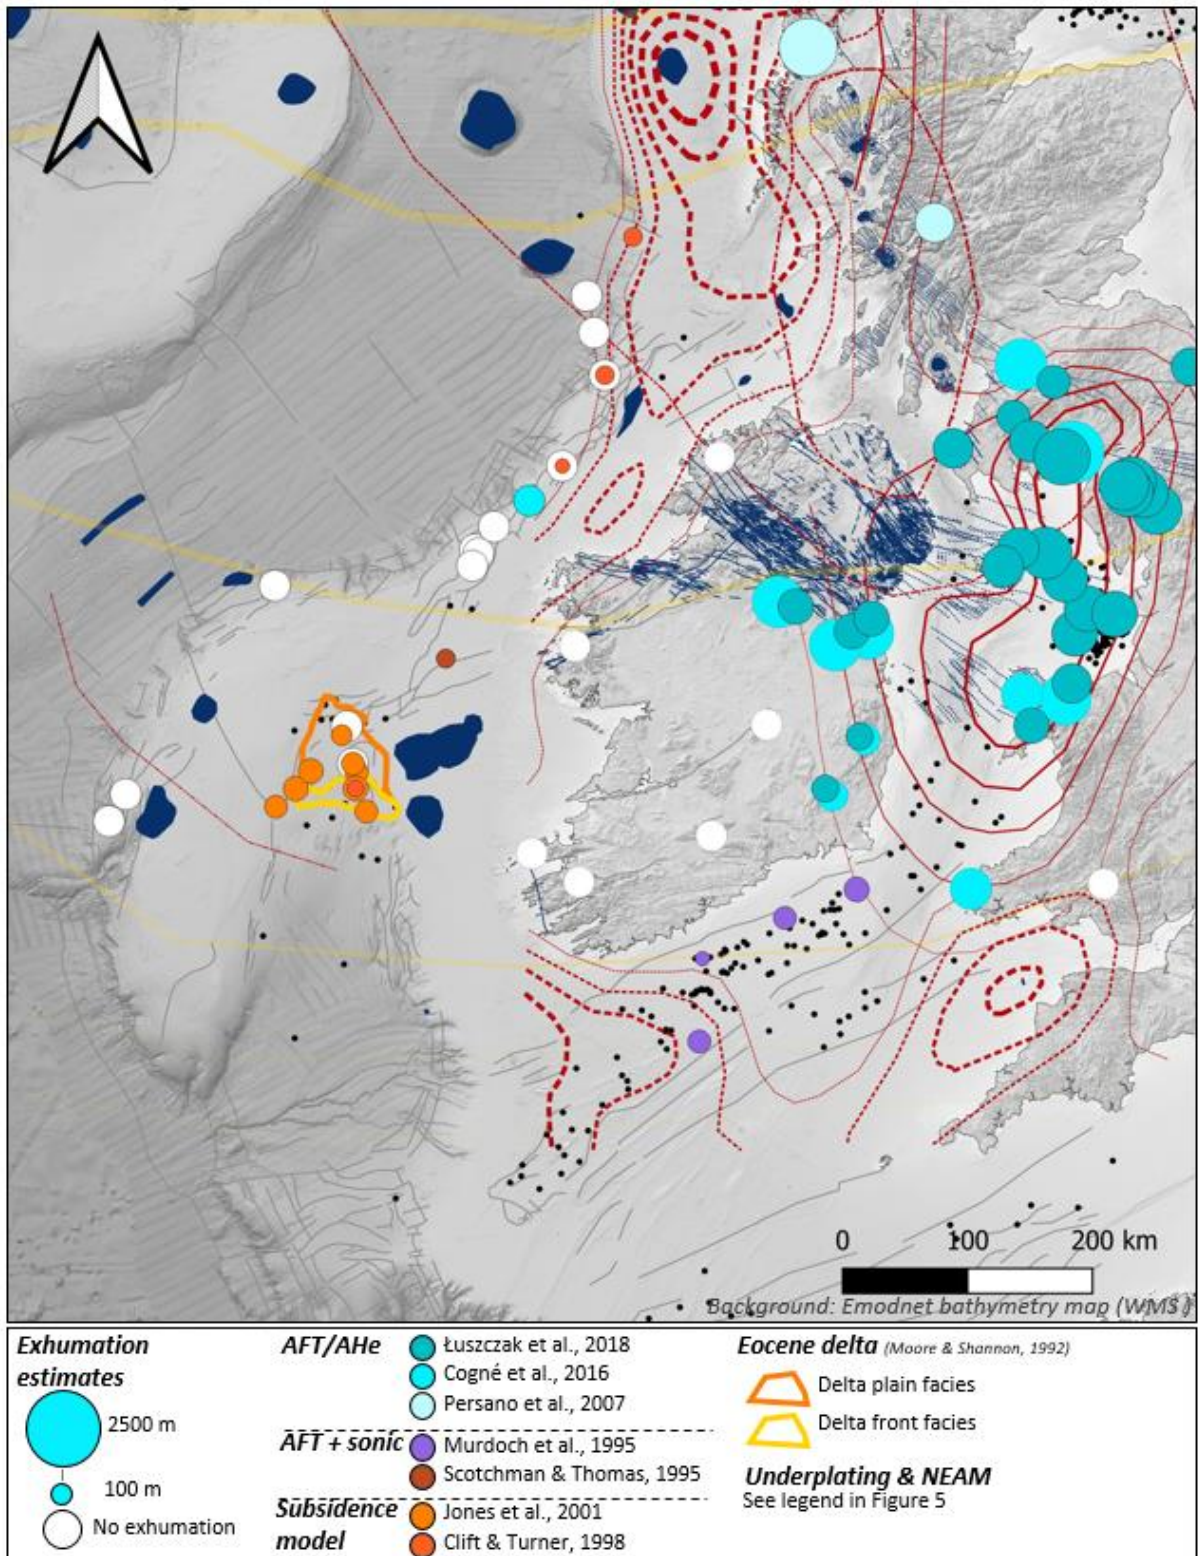 0 100 200 km
Background: Emodnet bathymetry map (WMS)
Exhumation
estimates
2500 m
100 m
No exhumation
AFT/AHe
Łuszczak et al., 2018
Cogné et al., 2016
Persano et al., 2007
AFT + sonic
Murdoch et al., 1995
Scotchman & Thomas, 1995
Subsidence
model
Jones et al., 2001
Clift & Turner, 1998
Eocene delta (Moore & Shannon, 1992)
Delta plain facies
Delta front facies
Underplating & NEAM
See legend in Figure 5